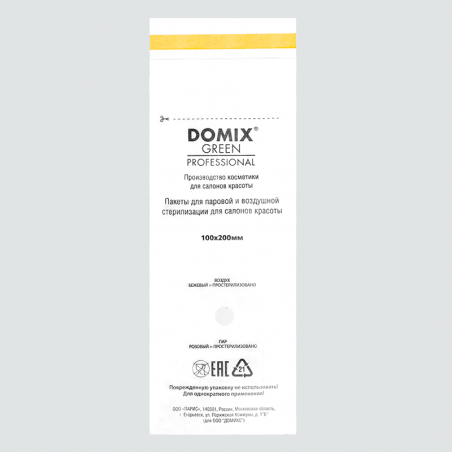 DOMIX®
GREEN
PROFESSIONAL
Производство косметики
для салонов красоты
Пакеты для паровой и воздушной
стерилизации для салонов красоты
100х200мм
ВОЗДУХ
БЕЖЕВЫЙ = ПРОСТЕРИЛИЗОВАНО
ПАР
РОЗОВЫЙ = ПРОСТЕРИЛИЗОВАНО
EAC 21
Поврежденную упаковку не использовать!
Для однократного применения!
ООО «ПАРИС», 140301, Россия, Московская область,
г. Егорьевск, ул. Парижской Коммуны, д. 1"Б"
(для ООО "ДОМИКС")